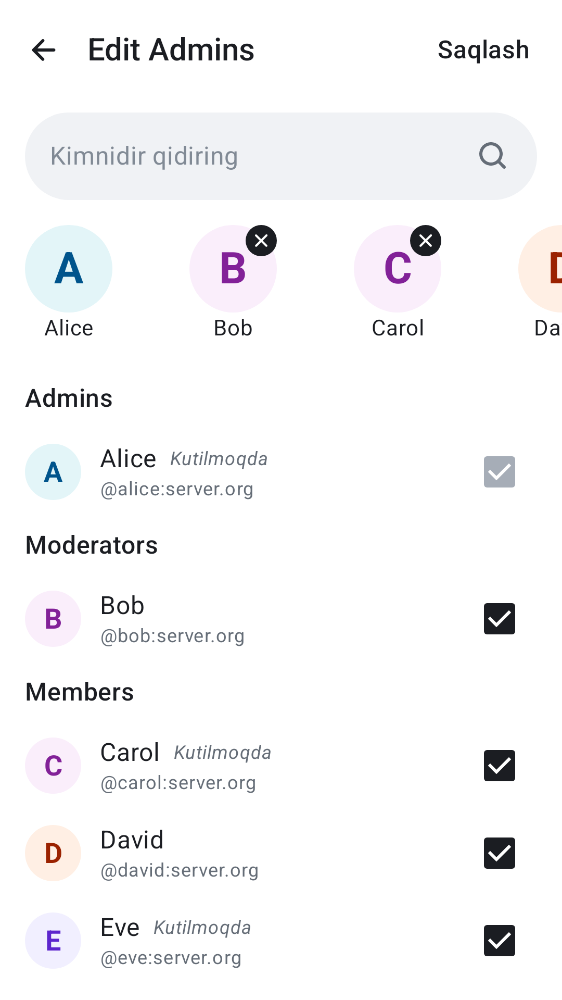 Edit Admins
Saqlash
Kimnidir qidiring
A
B
C
D
Alice
Bob
Carol
Da
Admins
A
Alice Kutilmoqda
@alice:server.org
Moderators
B
Bob
@bob:server.org
Members
C
Carol Kutilmoqda
@carol:server.org
D
David
@david:server.org
E
Eve Kutilmoqda
@eve:server.org